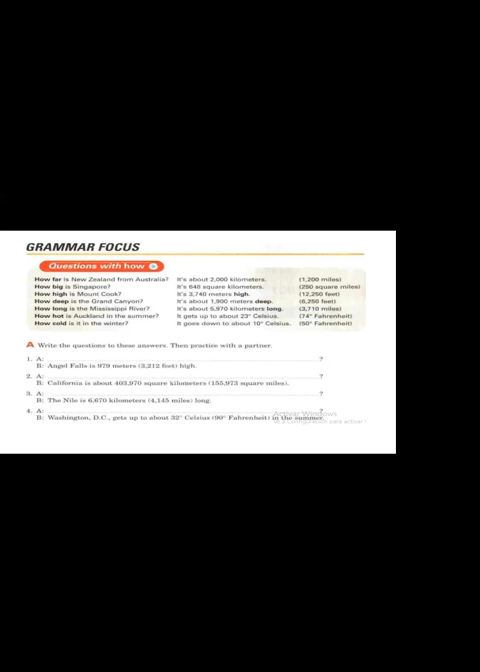 GRAMMAR FOCUS
Questions with how
How far is New Zealand from Australia? It's about 2,000 kilometers. (1,200 miles)
How big is Singapore? It's 648 square kilometers. (250 square miles)
How high is Mount Cook? It's 3,740 meters high. (12,250 feet)
How deep is the Grand Canyon? It's about 1,900 meters deep. (6,250 feet)
How long is the Mississippi River? It's about 5,970 kilometers long. (3,710 miles)
How hot is Auckland in the summer? It gets up to about 23° Celsius. (74° Fahrenheit)
How cold is it in the winter? It goes down to about 10° Celsius. (50° Fahrenheit)
A Write the questions to these answers. Then practice with a partner.
1. A: ?
B: Angel Falls is 979 meters (3,212 feet) high.
2. A: ?
B: California is about 403,970 square kilometers (155,973 square miles).
3. A: ?
B: The Nile is 6,670 kilometers (4,145 miles) long.
4. A: ?
Activar Windows
B: Washington, D.C., gets up to about 32° Celsius (90° Fahrenheit) in the summer.
Ve a Configuración para activar